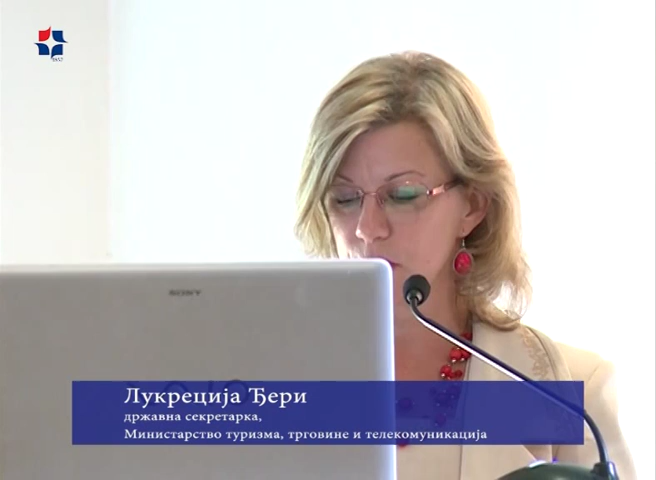 SONY
Лукреција Ђери
државна секретарка,
Министарство туризма, трговине и телекомуникација